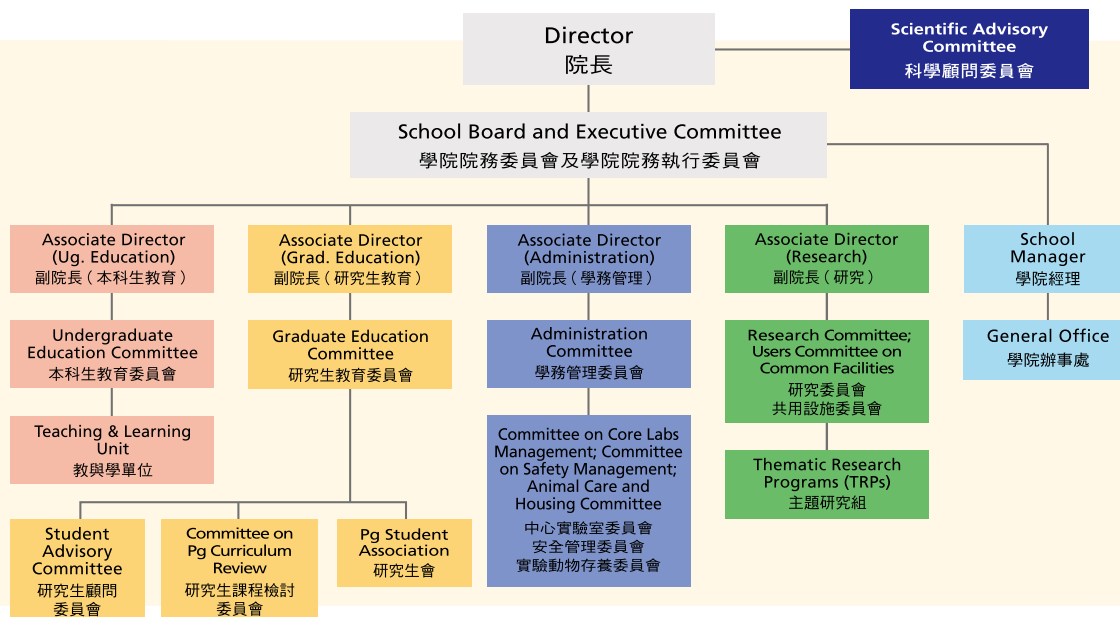 Director
院長
Scientific Advisory
Committee
科學顧問委員會
School Board and Executive Committee
學院院務委員會及學院院務執行委員會
Associate Director
(Ug. Education)
副院長（本科生教育）
Associate Director
(Grad. Education)
副院長（研究生教育）
Associate Director
(Administration)
副院長（學務管理）
Associate Director
(Research)
副院長（研究）
School
Manager
學院經理
Undergraduate
Education Committee
本科生教育委員會
Graduate Education
Committee
研究生教育委員會
Administration
Committee
學務管理委員會
Research Committee;
Users Committee on
Common Facilities
研究委員會
共用設施委員會
General Office
學院辦事處
Teaching & Learning
Unit
教與學單位
Committee on Core Labs
Management; Committee
on Safety Management;
Animal Care and
Housing Committee
中心實驗室委員會
安全管理委員會
實驗動物存養委員會
Thematic Research
Programs (TRPs)
主題研究組
Student
Advisory
Committee
研究生顧問
委員會
Committee on
Pg Curriculum
Review
研究生課程檢討
委員會
Pg Student
Association
研究生會